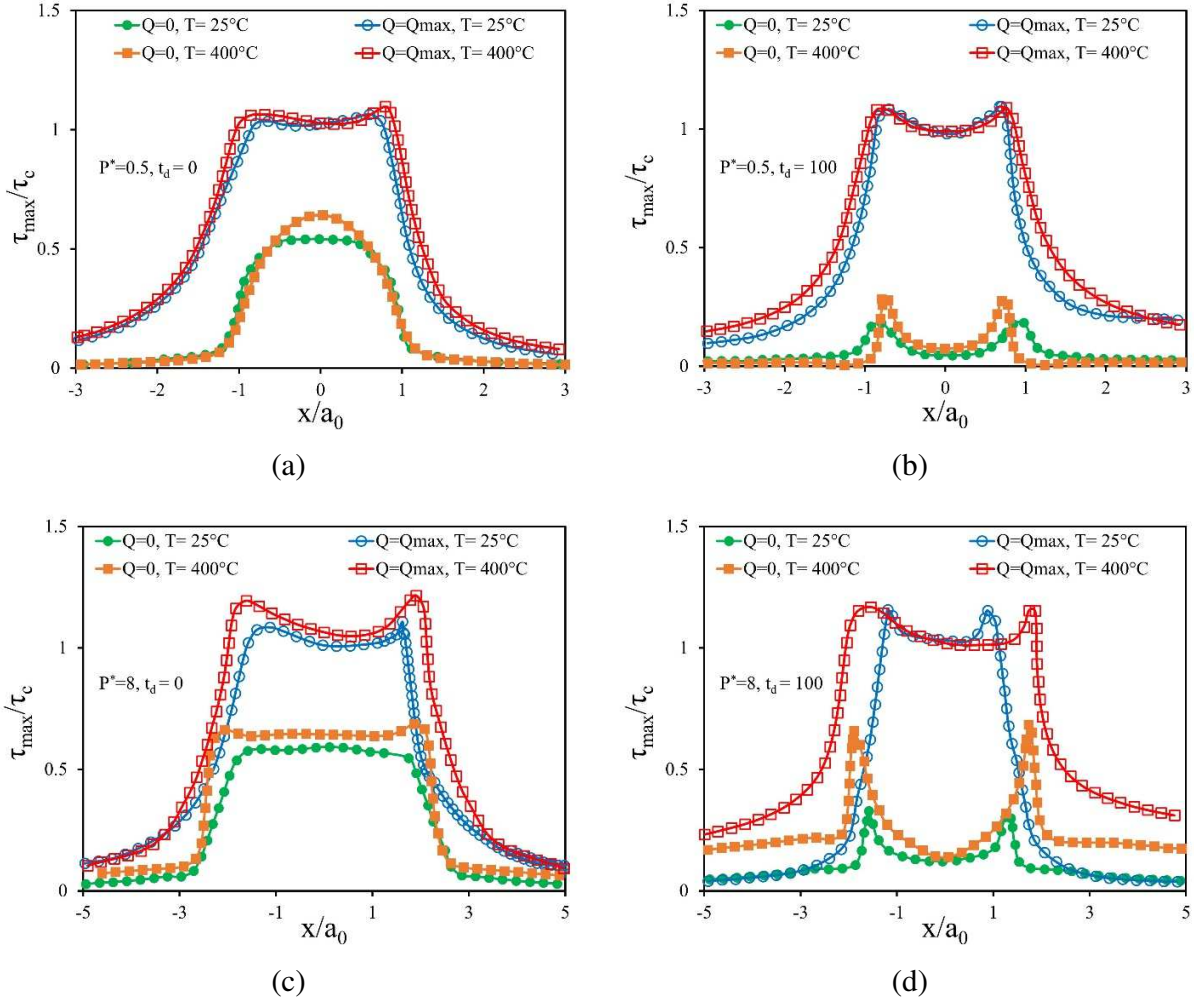 1.5
Q=0, T= 25°C
Q=Qmax, T= 25°C
Q=0, T= 400°C
Q=Qmax, T= 400°C
1
P*=0.5, t_d = 0
τ_max/τ_c
0.5
0
-3 -2 -1 0 1 2 3
x/a_0
(a)
1.5
Q=0, T= 25°C
Q=Qmax, T= 25°C
Q=0, T= 400°C
Q=Qmax, T= 400°C
1
P*=0.5, t_d = 100
τ_max/τ_c
0.5
0
-3 -2 -1 0 1 2 3
x/a_0
(b)
1.5
Q=0, T= 25°C
Q=Qmax, T= 25°C
Q=0, T= 400°C
Q=Qmax, T= 400°C
1
P*=8, t_d = 0
τ_max/τ_c
0.5
0
-5 -3 -1 1 3 5
x/a_0
(c)
1.5
Q=0, T= 25°C
Q=Qmax, T= 25°C
Q=0, T= 400°C
Q=Qmax, T= 400°C
1
P*=8, t_d = 100
τ_max/τ_c
0.5
0
-5 -3 -1 1 3 5
x/a_0
(d)